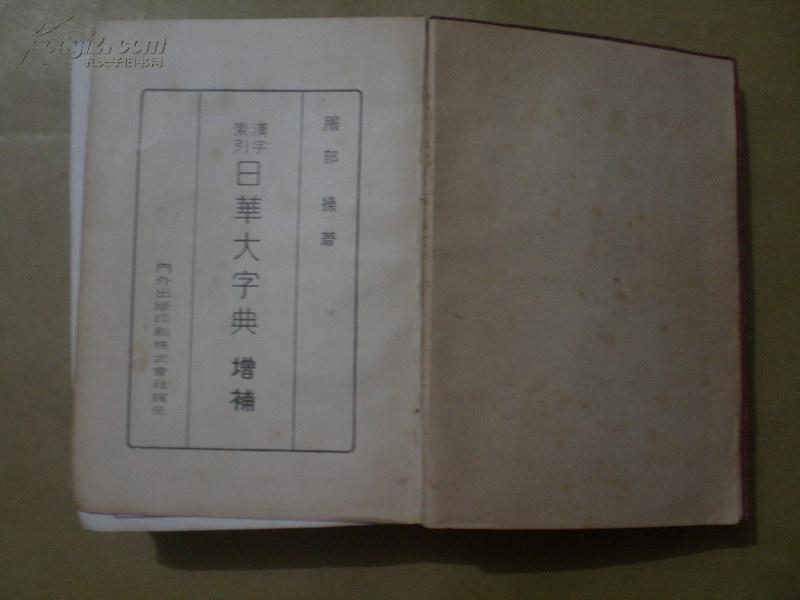 服部操著
漢字
索引
日華大字典 增補
內外出版印刷株式會社發兌
Kongfz.com
孔夫子旧书网